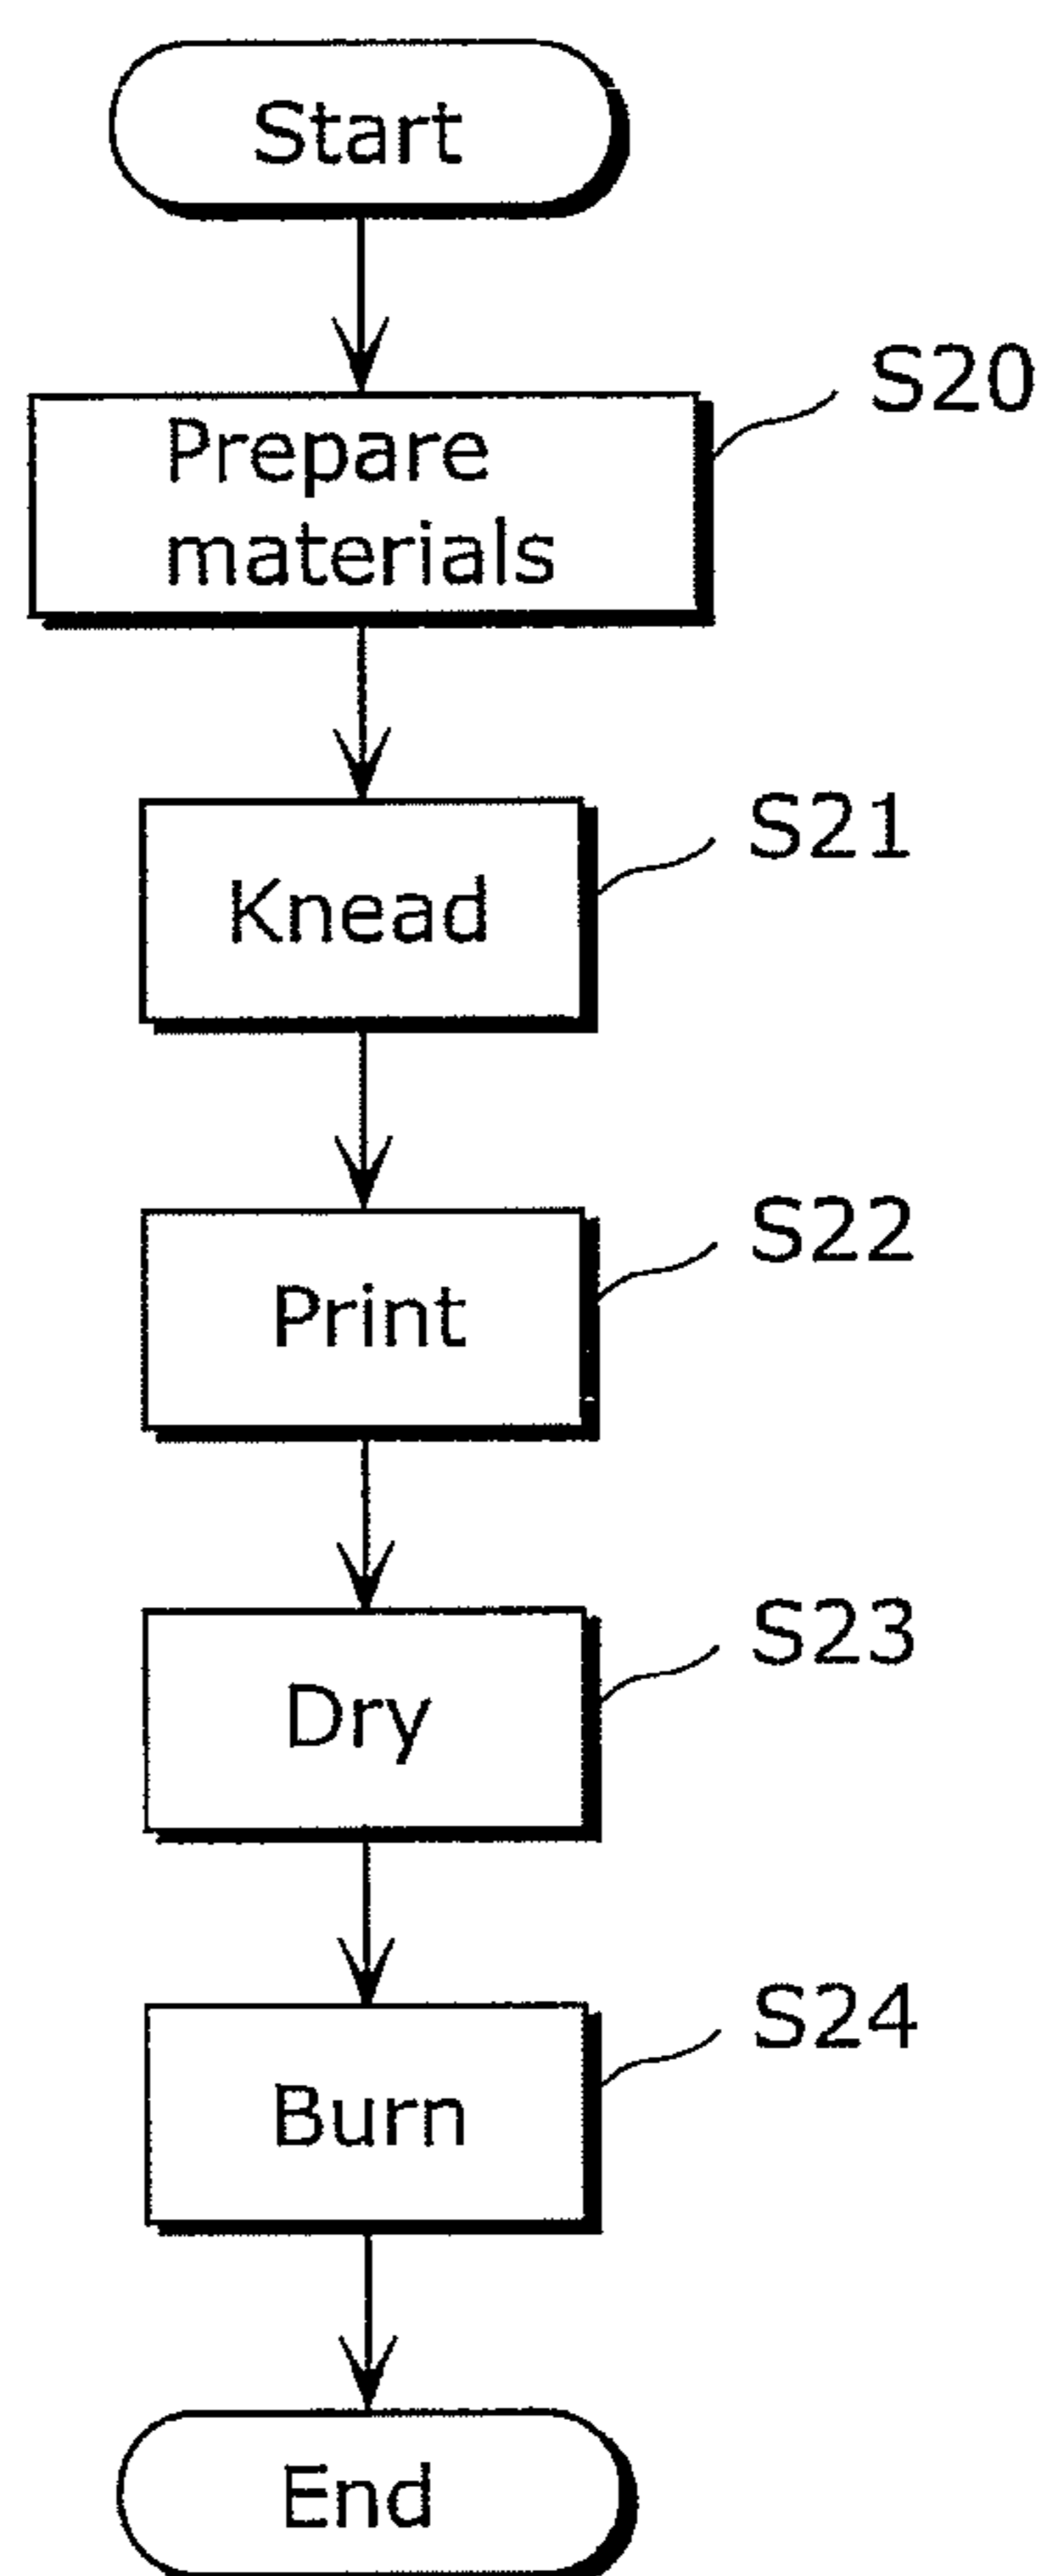 Start
S20
Prepare
materials
S21
Knead
S22
Print
S23
Dry
S24
Burn
End